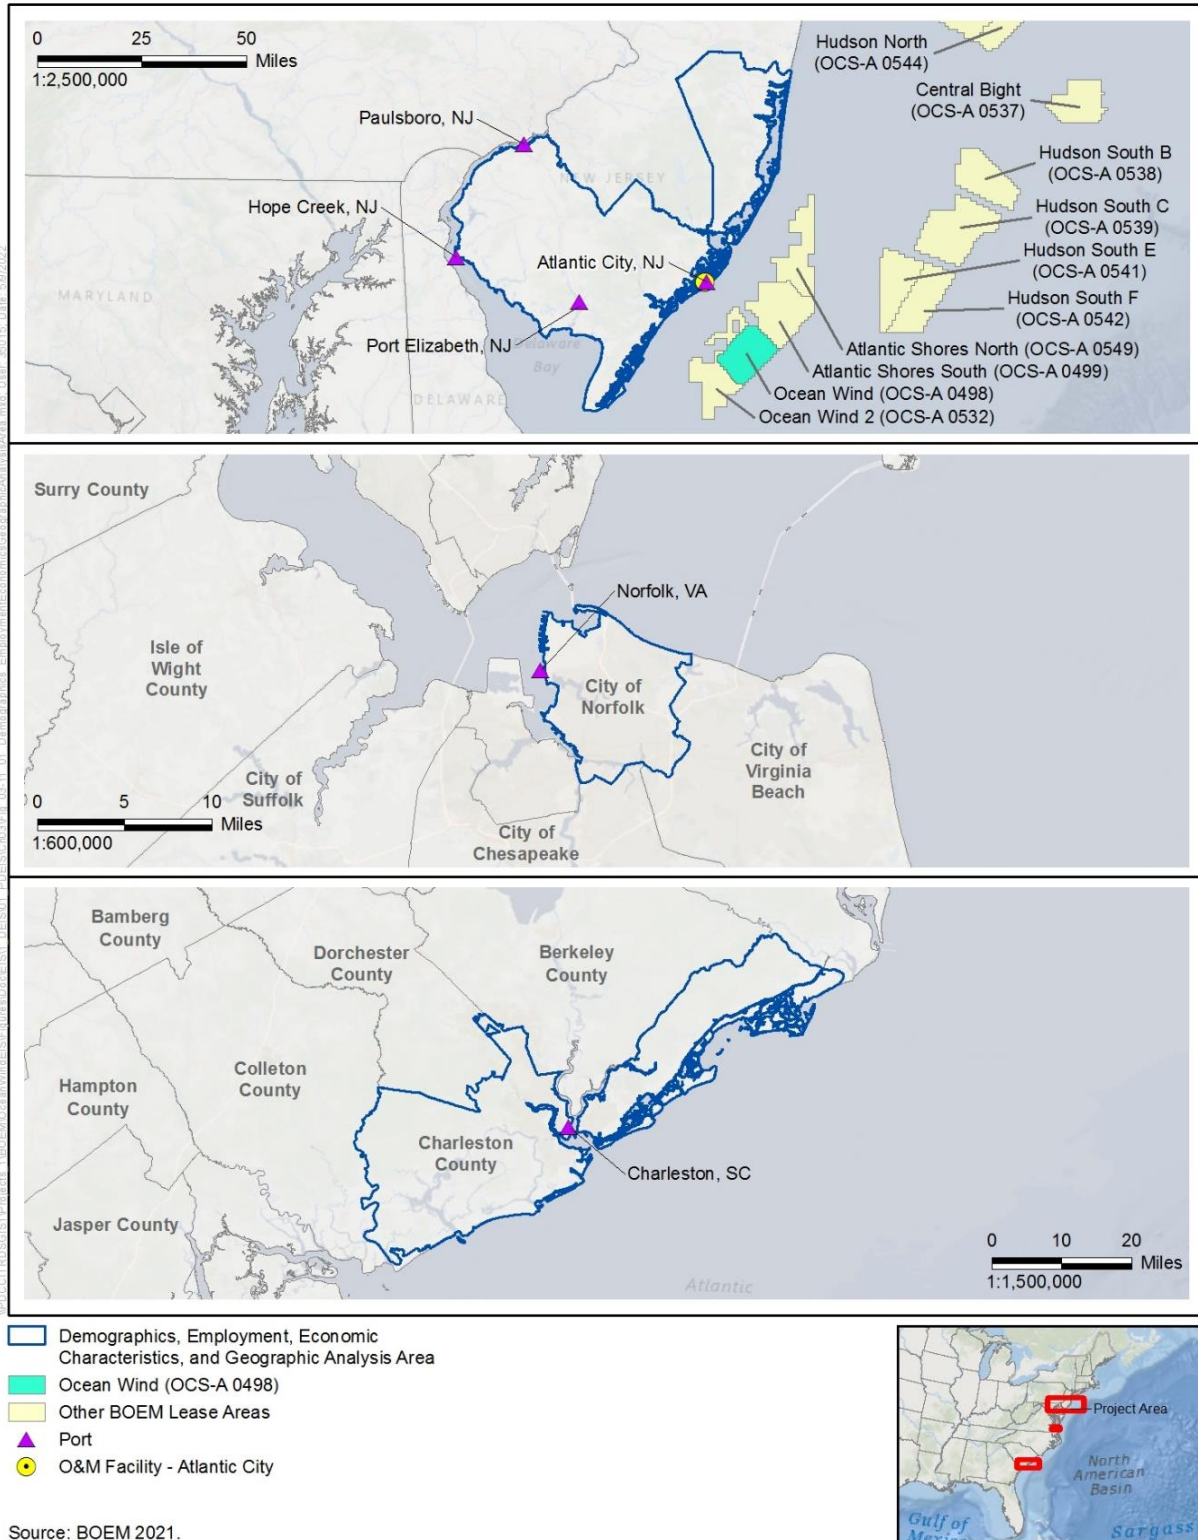 0 25 50
Miles
1:2,500,000
Hudson North
(OCS-A 0544)
Central Bight
(OCS-A 0537)
Paulsboro, NJ
NEW JERSEY
Hudson South B
(OCS-A 0538)
Hope Creek, NJ
Hudson South C
(OCS-A 0539)
Atlantic City, NJ
Hudson South E
(OCS-A 0541)
MARYLAND
Hudson South F
(OCS-A 0542)
Port Elizabeth, NJ
Delaware
Bay
Atlantic Shores North (OCS-A 0549)
Atlantic Shores South (OCS-A 0499)
DELAWARE
Ocean Wind (OCS-A 0498)
Ocean Wind 2 (OCS-A 0532)
Surry County
Norfolk, VA
Isle of
Wight
County
City of
Norfolk
City of
Virginia
Beach
City of
Suffolk
0 5 10
Miles
1:600,000
City of
Chesapeake
Bamberg
County
Dorchester
County
Berkeley
County
Colleton
County
Hampton
County
Charleston
County
Charleston, SC
Jasper County
0 10 20
Miles
1:1,500,000
Atlantic
Demographics, Employment, Economic
Characteristics, and Geographic Analysis Area
Ocean Wind (OCS-A 0498)
Other BOEM Lease Areas
Port
O&M Facility - Atlantic City
Source: BOEM 2021.
Project Area
North
American
Basin
Gulf of
Sargass